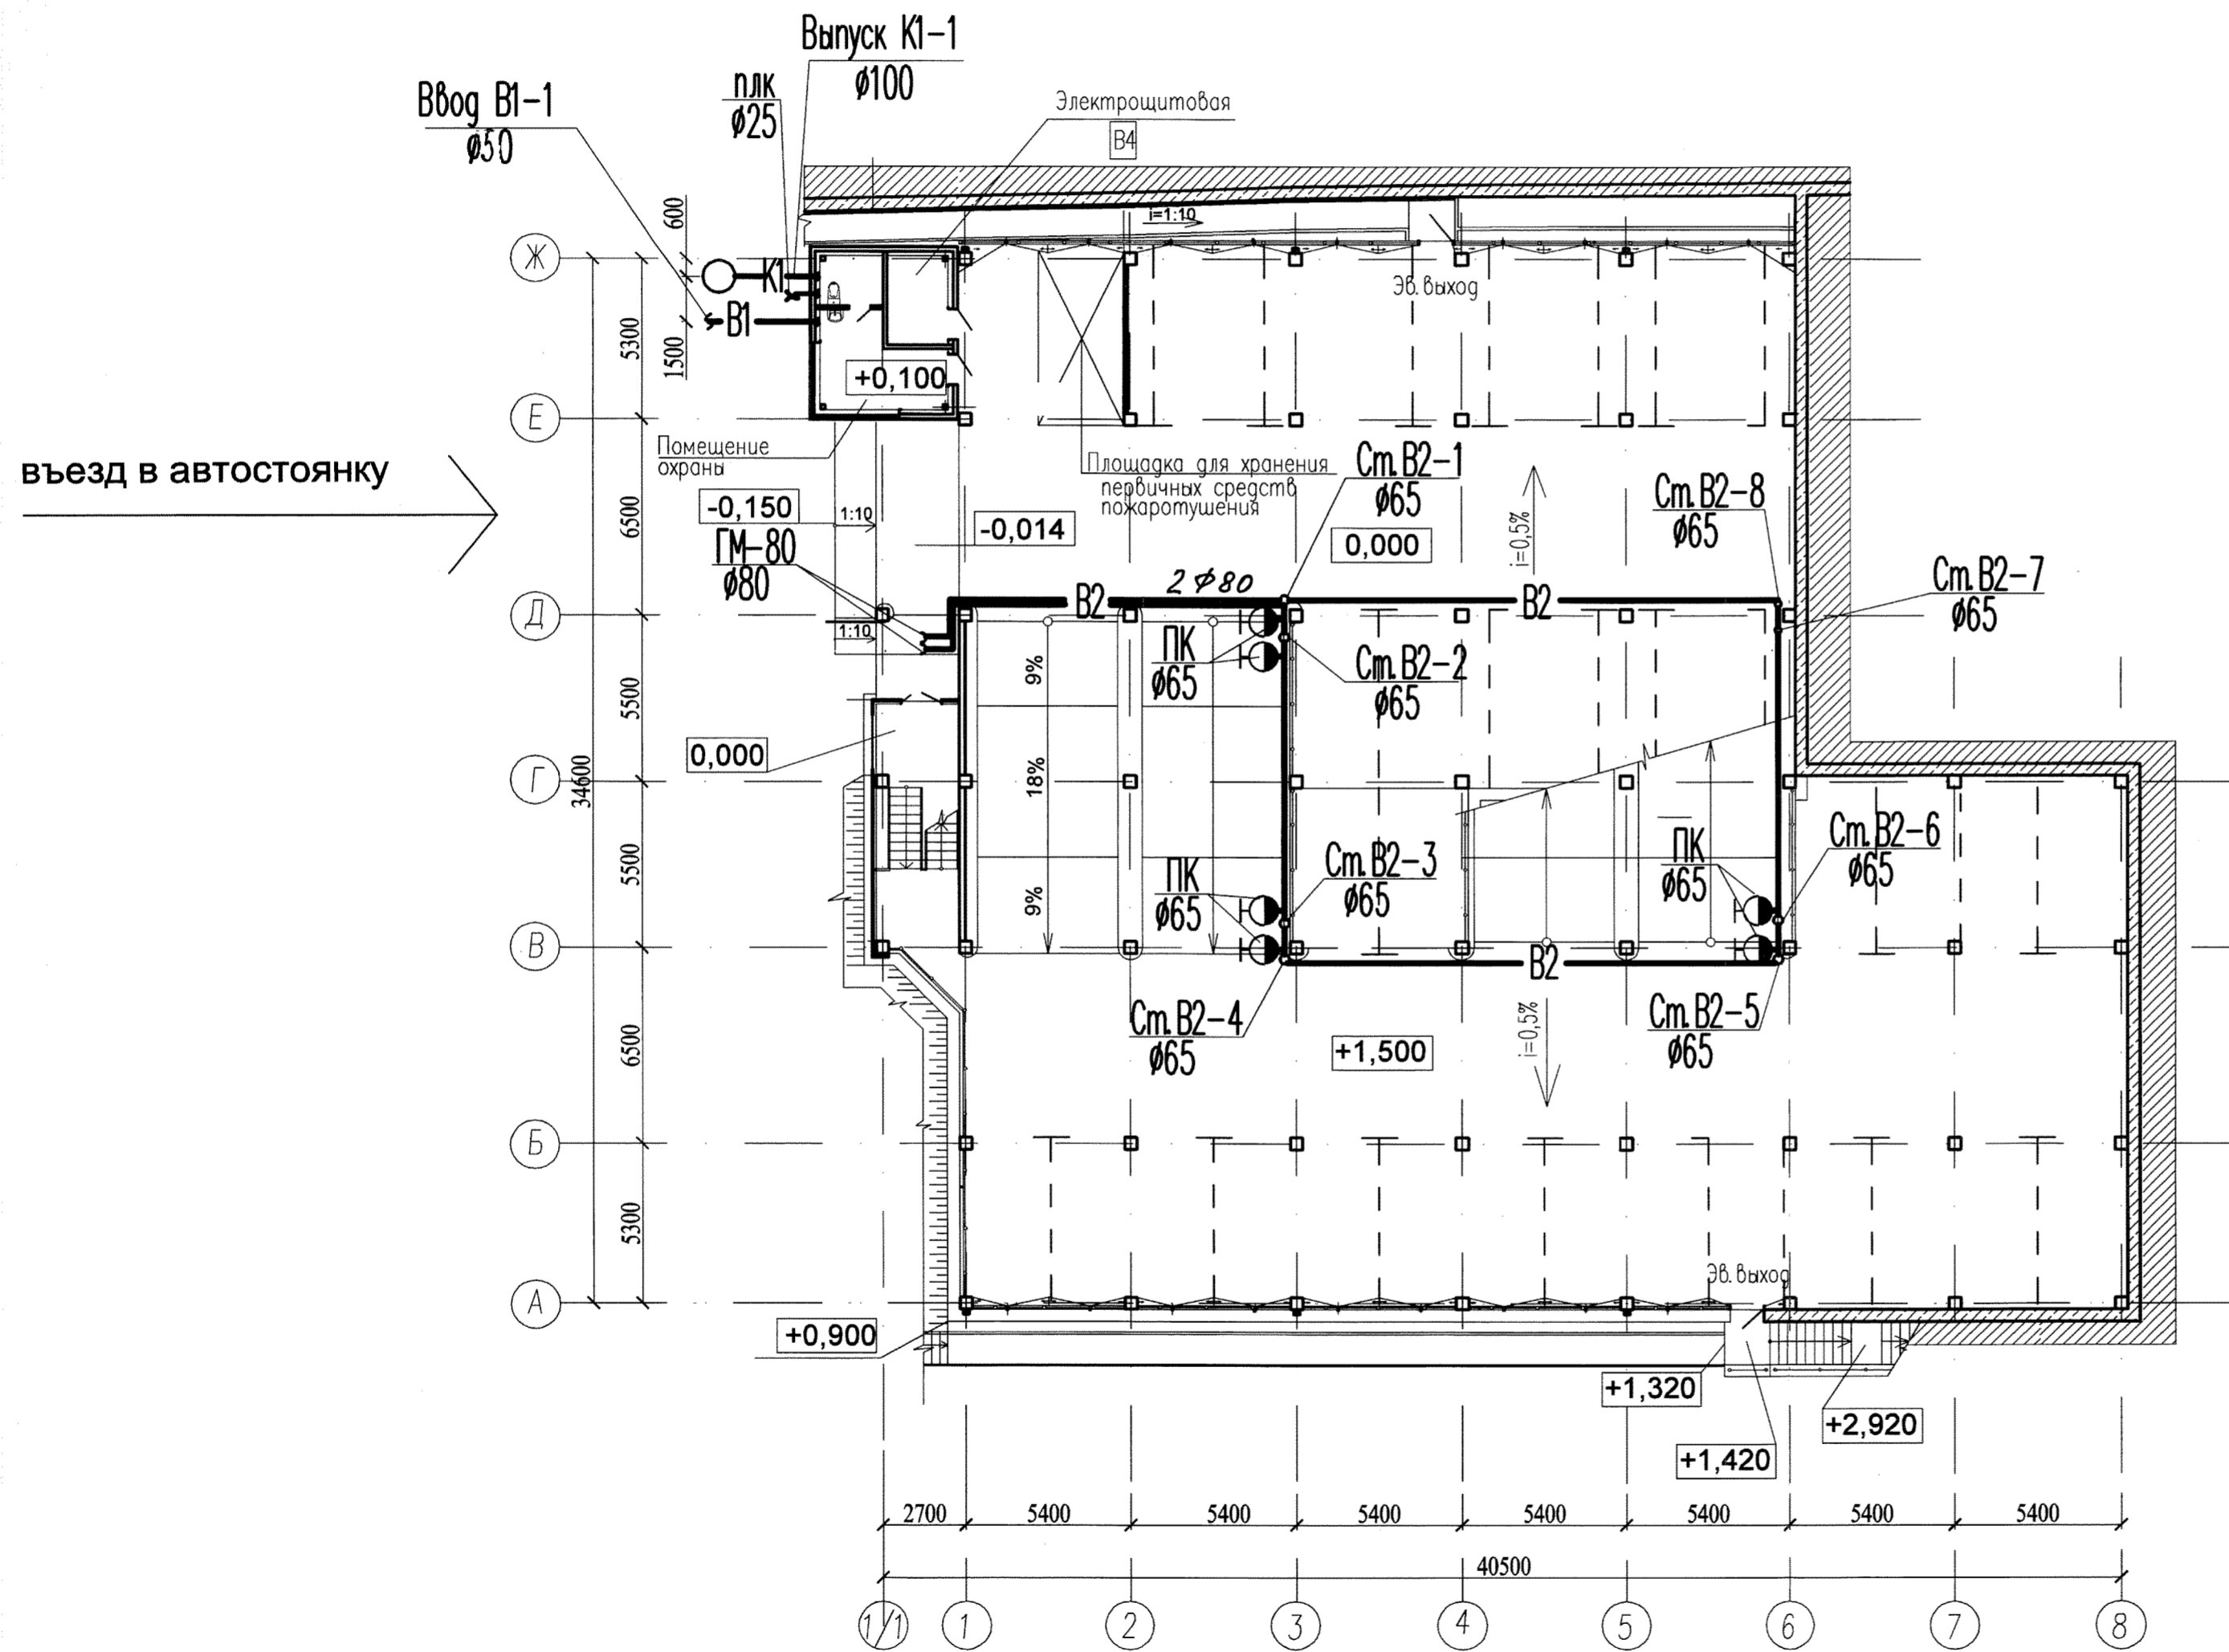 Выпуск К1-1
ø100
плк
ø25
Ввод В1-1
ø50
Электрощитовая
В4
600
i=1:10
Ж
К1
В1
Эв. выход
5300
1500
+0,100
Е
Помещение
охраны
Площадка для хранения
первичных средств
пожаротушения
Ст.В2-1
ø65
Ст.В2-8
ø65
въезд в автостоянку
-0,150
1:10
-0,014
0,000
i=0,5%
6500
ГМ-80
ø80
Ст.В2-7
ø65
2 ø80
В2
В2
Д
1:10
ПК
ø65
Ст.В2-2
ø65
9%
5500
0,000
Г
34600
18%
5500
ПК
ø65
Ст.В2-3
ø65
ПК
ø65
Ст.В2-6
ø65
9%
В
В2
Ст.В2-4
ø65
Ст.В2-5
ø65
i=0,5%
+1,500
6500
Б
5300
Эв. выход
А
+0,900
+1,320
+1,420
+2,920
2700 5400 5400 5400 5400 5400 5400 5400
40500
1/1 1 2 3 4 5 6 7 8